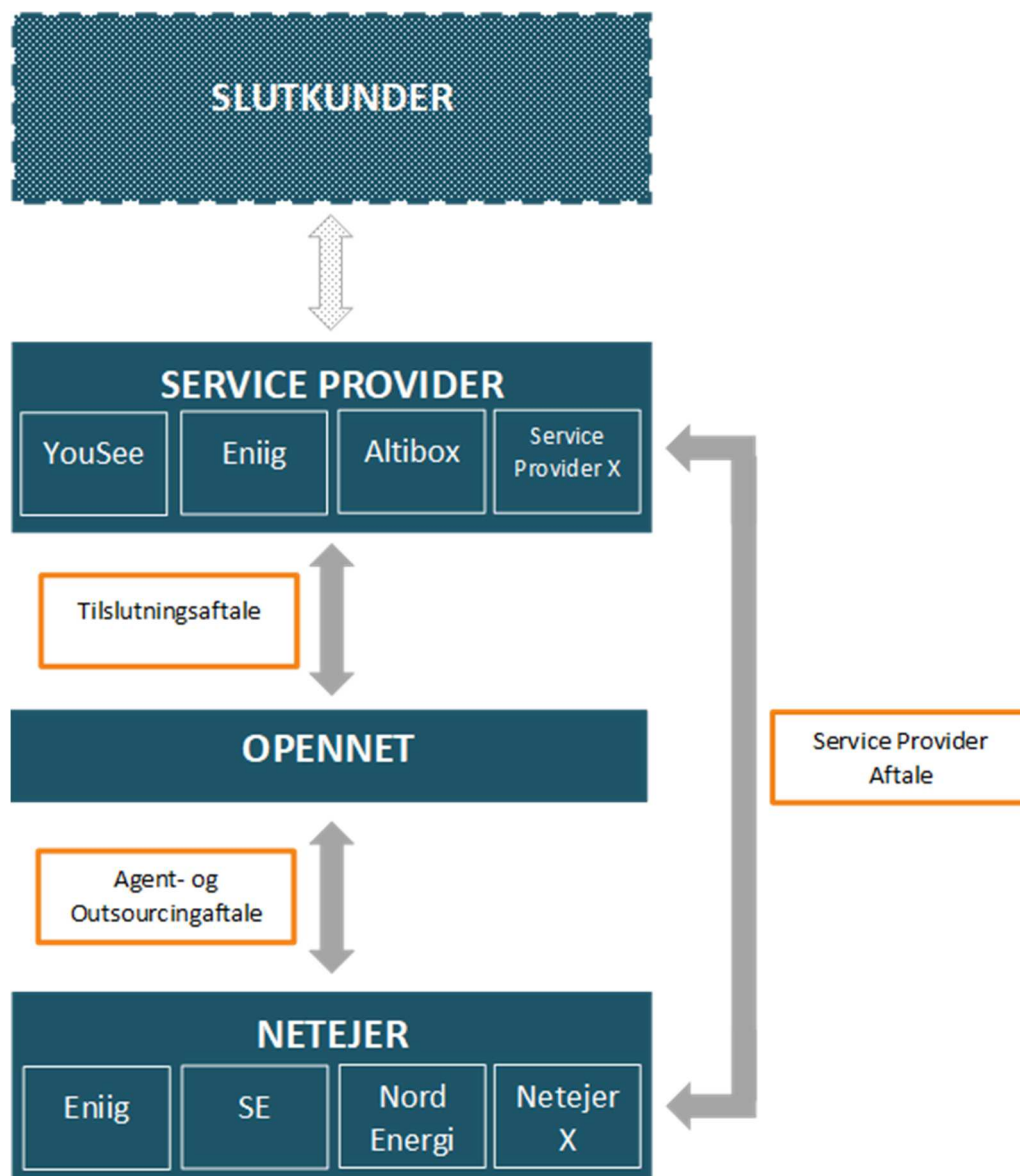 SLUTKUNDER
SERVICE PROVIDER
YouSee
Eniig
Altibox
Service
Provider X
Tilslutningsaftale
OPENNET
Service Provider
Aftale
Agent- og
Outsourcingaftale
NETEJER
Eniig
SE
Nord
Energi
Netejer
X